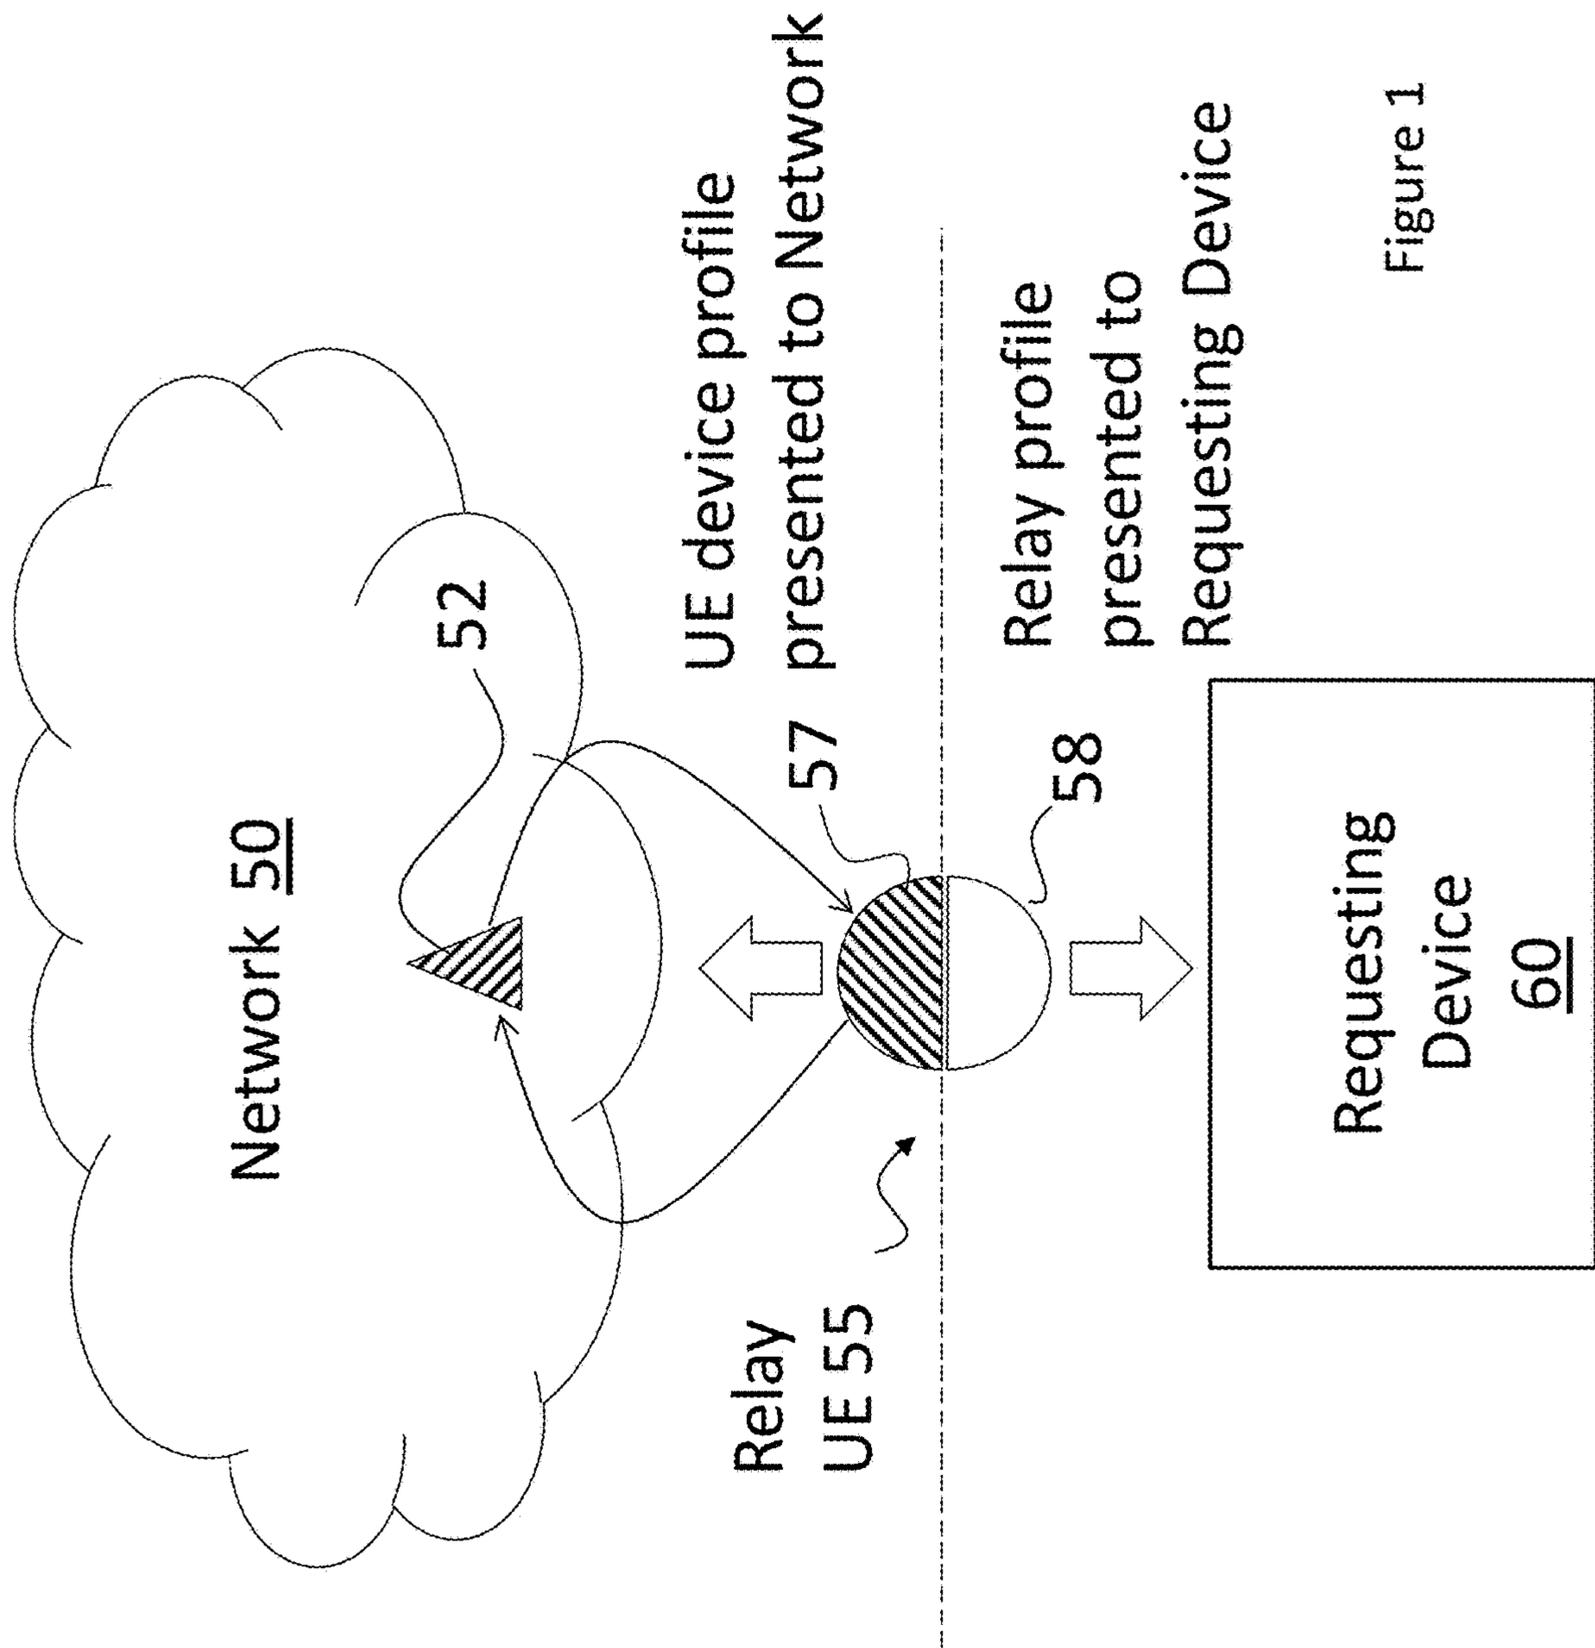 Network 50
52
UE device profile
presented to Network
57
Relay
UE 55
58
Relay profile
presented to
Requesting Device
Requesting
Device
60
Figure 1